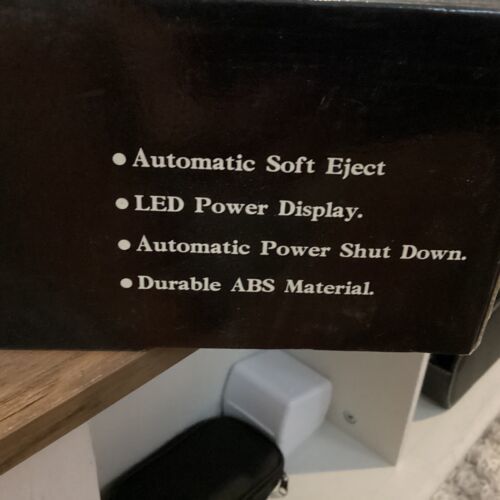 ● Automatic Soft Eject
● LED Power Display.
● Automatic Power Shut Down.
● Durable ABS Material.